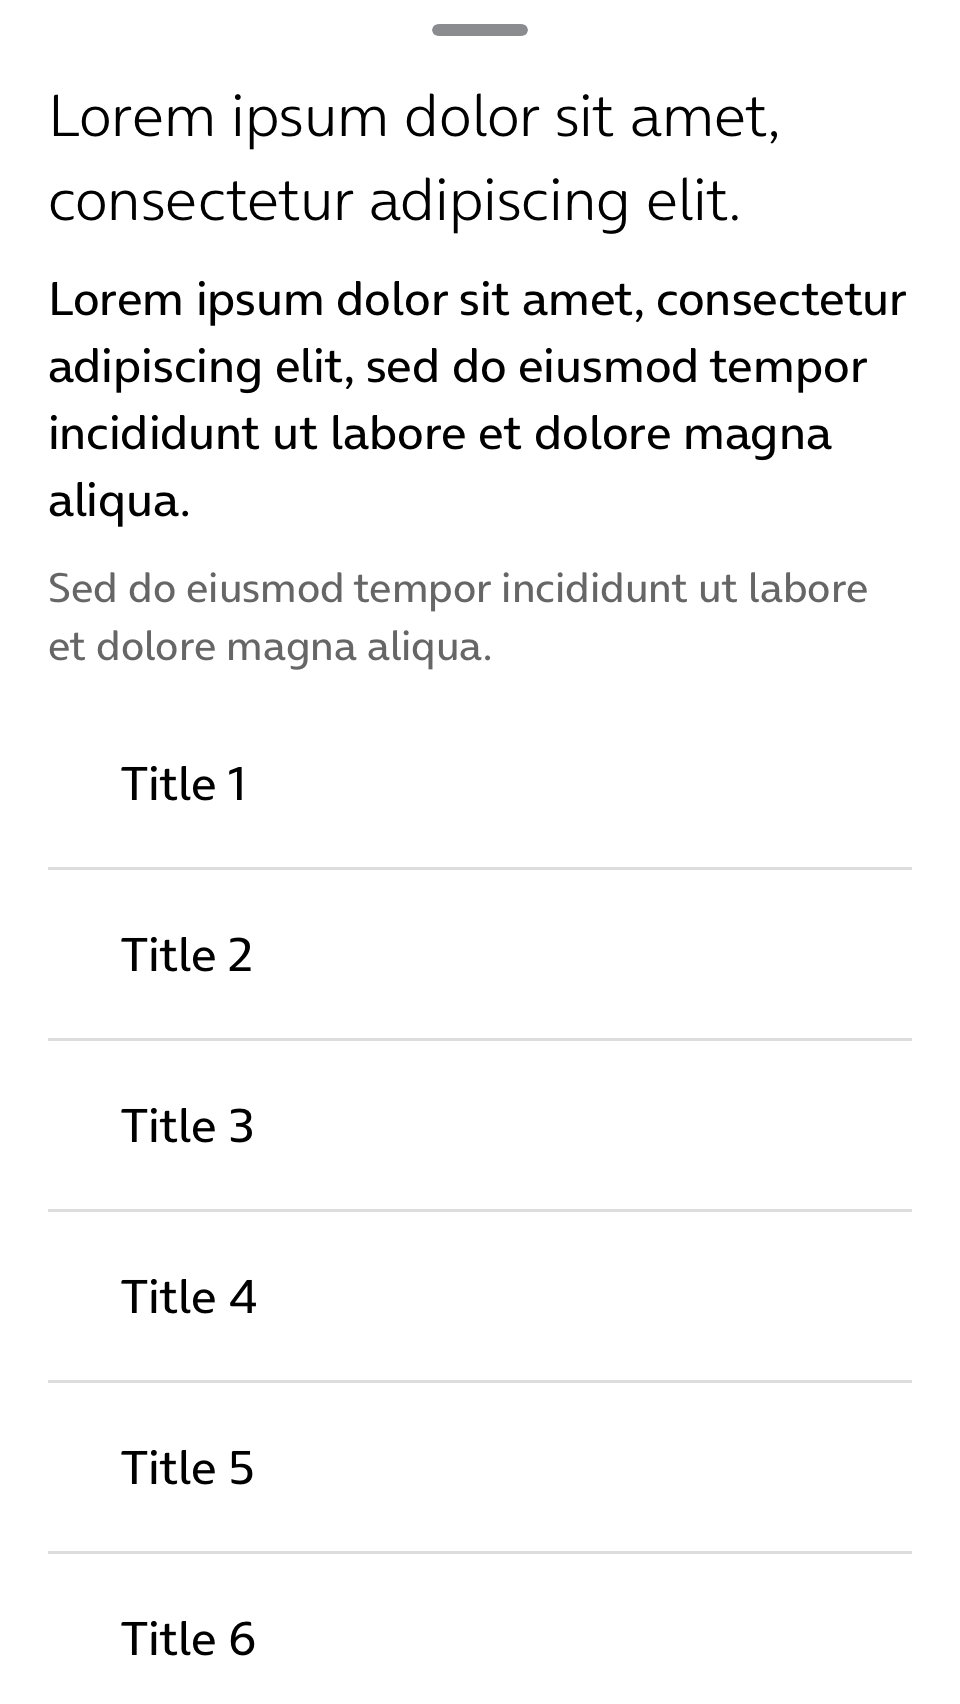 Lorem ipsum dolor sit amet,
consectetur adipiscing elit.
Lorem ipsum dolor sit amet, consectetur
adipiscing elit, sed do eiusmod tempor
incididunt ut labore et dolore magna
aliqua.
Sed do eiusmod tempor incididunt ut labore
et dolore magna aliqua.
Title 1
Title 2
Title 3
Title 4
Title 5
Title 6